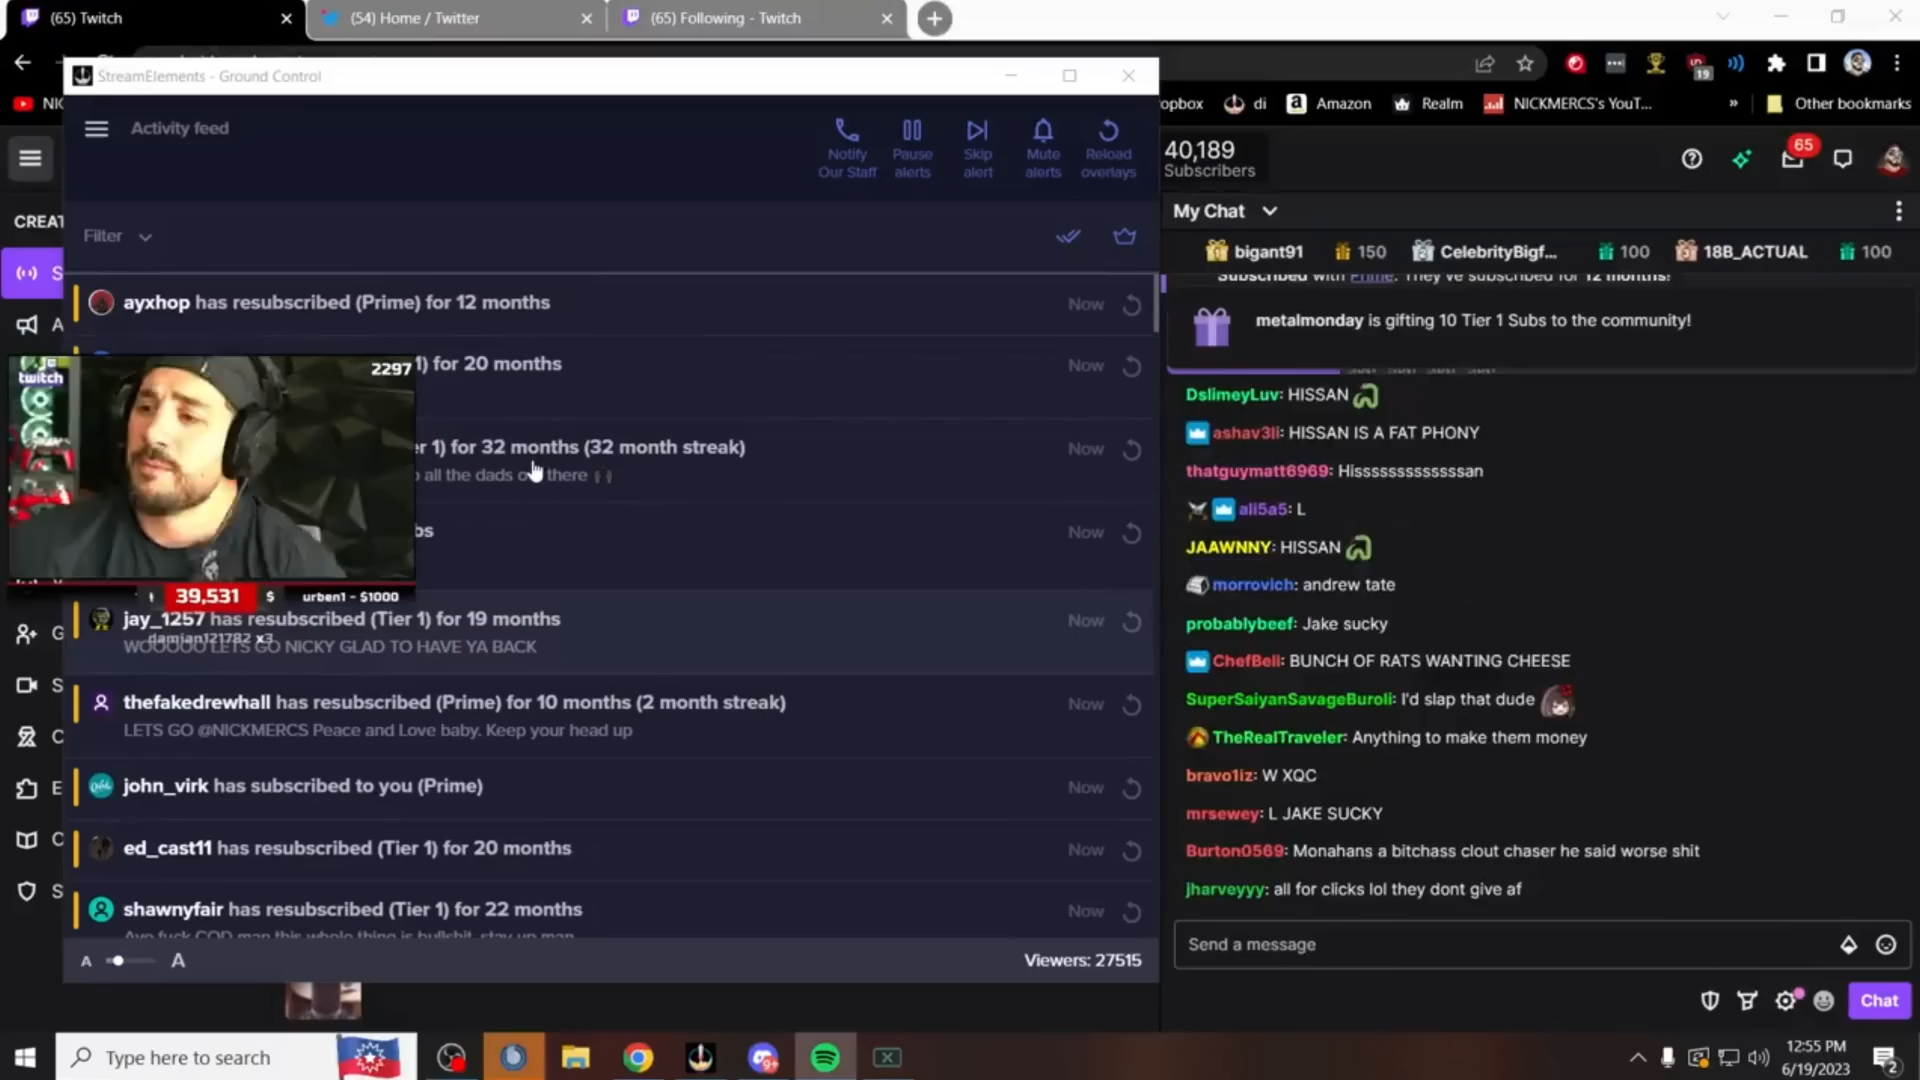 (65) Twitch
(54) Home / Twitter
(65) Following - Twitch
StreamElements - Ground Control
opbox
di
Amazon
Realm
NICKMERCS's YouT...
»
Other bookmarks
19
Activity feed
Notify Our Staff
Pause alerts
Skip alert
Mute alerts
Reload overlays
40,189
Subscribers
65
CREAT
My Chat
Filter
bigant91 150
CelebrityBigf... 100
18B_ACTUAL 100
Subscribed with Prime. They've subscribed for 12 months!
metalmonday is gifting 10 Tier 1 Subs to the community!
ayxhop has resubscribed (Prime) for 12 months
Now
1) for 20 months
Now
er 1) for 32 months (32 month streak)
all the dads there
Now
bs
Now
twitch
2297
39,531
$
urben1 - $1000
jay_1257 has resubscribed (Tier 1) for 19 months
damian121782 x3
WOOOOO LETS GO NICKY GLAD TO HAVE YA BACK
Now
thefakedrewhall has resubscribed (Prime) for 10 months (2 month streak)
LETS GO @NICKMERCS Peace and Love baby. Keep your head up
Now
john_virk has subscribed to you (Prime)
Now
ed_cast11 has resubscribed (Tier 1) for 20 months
Now
shawnyfair has resubscribed (Tier 1) for 22 months
Ayo fuck COD man this whole thing is bullshit, stay up man
Now
A
A
Viewers: 27515
DslimeyLuv: HISSAN
ashav3li: HISSAN IS A FAT PHONY
thatguymatt6969: Hissssssssssssan
ali5a5: L
JAAWNNY: HISSAN
morrovich: andrew tate
probablybeef: Jake sucky
ChefBell: BUNCH OF RATS WANTING CHEESE
SuperSaiyanSavageBuroli: I'd slap that dude
TheRealTraveler: Anything to make them money
bravo1iz: W XQC
mrsewey: L JAKE SUCKY
Burton0569: Monahans a bitchass clout chaser he said worse shit
jharveyyy: all for clicks lol they dont give af
Send a message
Chat
Type here to search
9+
12:55 PM
6/19/2023
2